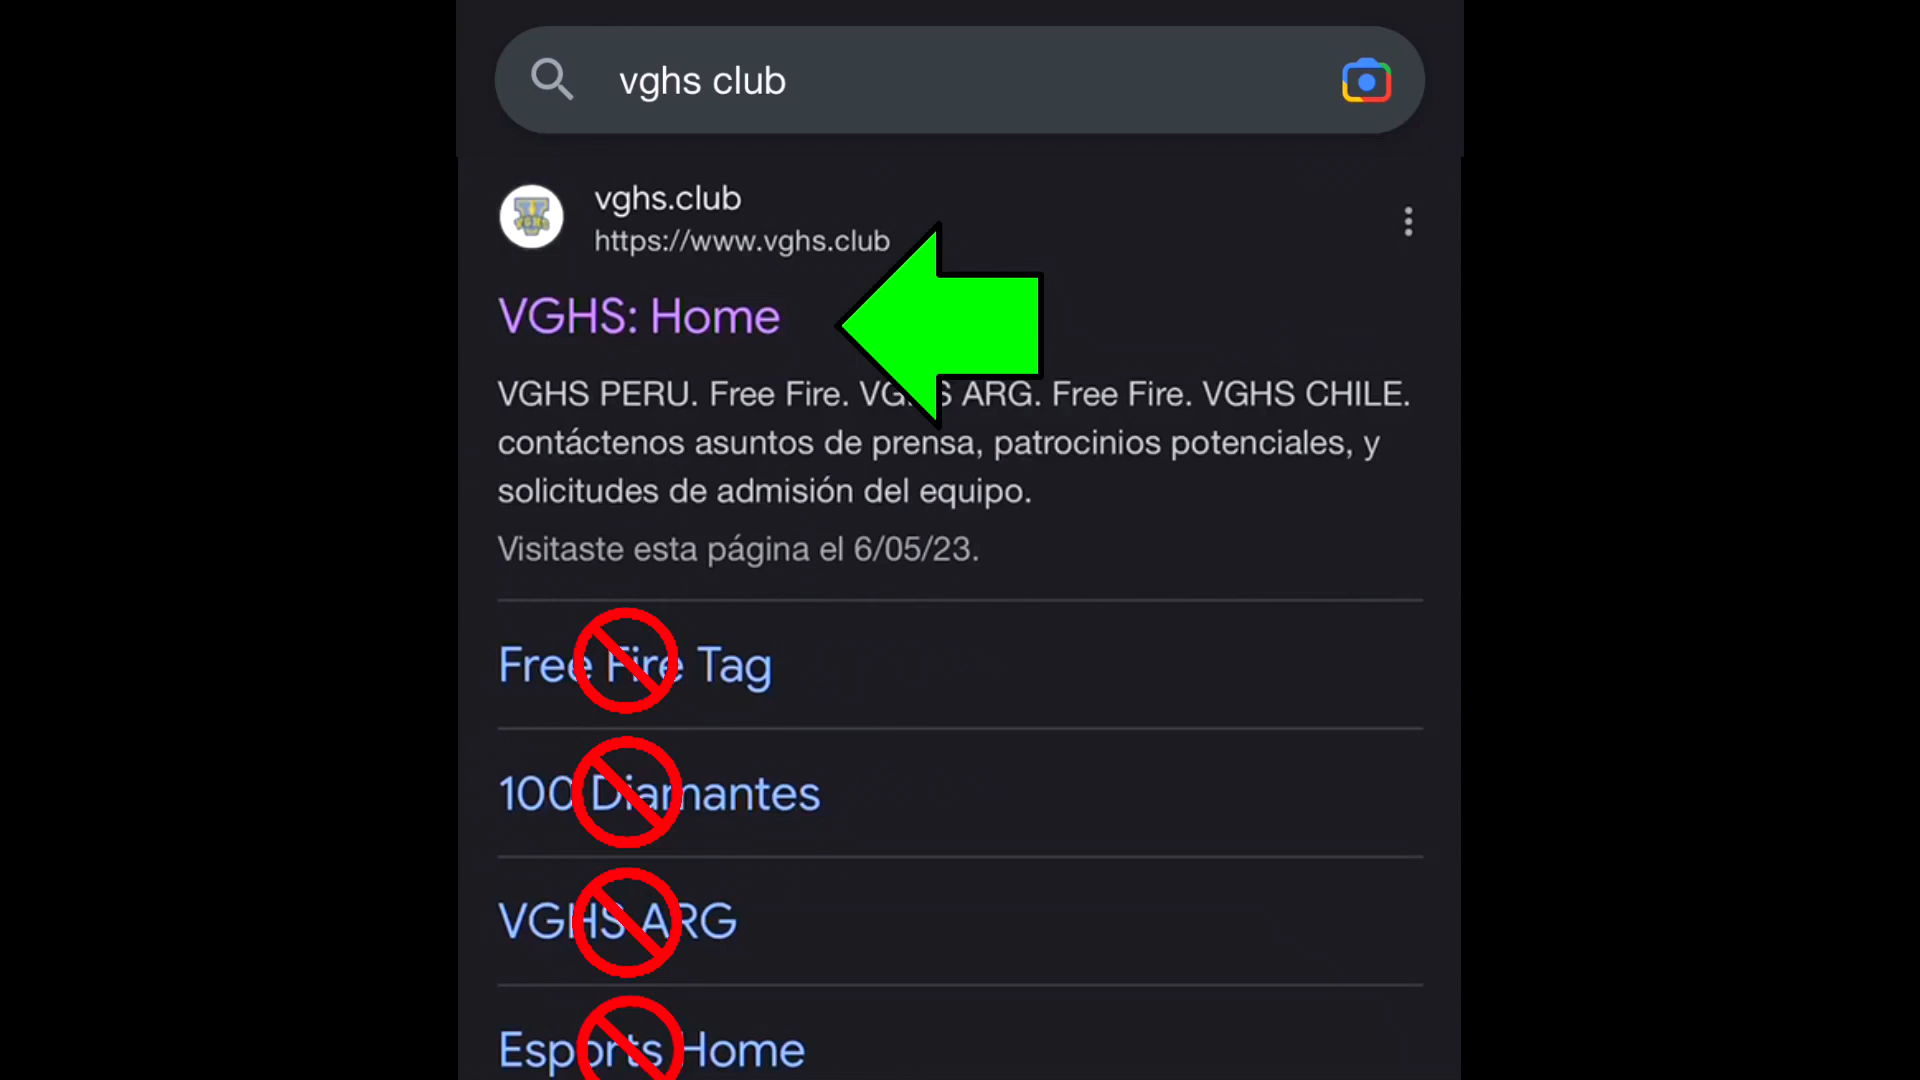 vghs club
vghs.club
https://www.vghs.club
VGHS: Home
VGHS PERU. Free Fire. VGHS ARG. Free Fire. VGHS CHILE.
contáctenos asuntos de prensa, patrocinios potenciales, y
solicitudes de admisión del equipo.
Visitaste esta página el 6/05/23.
Free Fire Tag
100 Diamantes
VGHS ARG
Esports Home